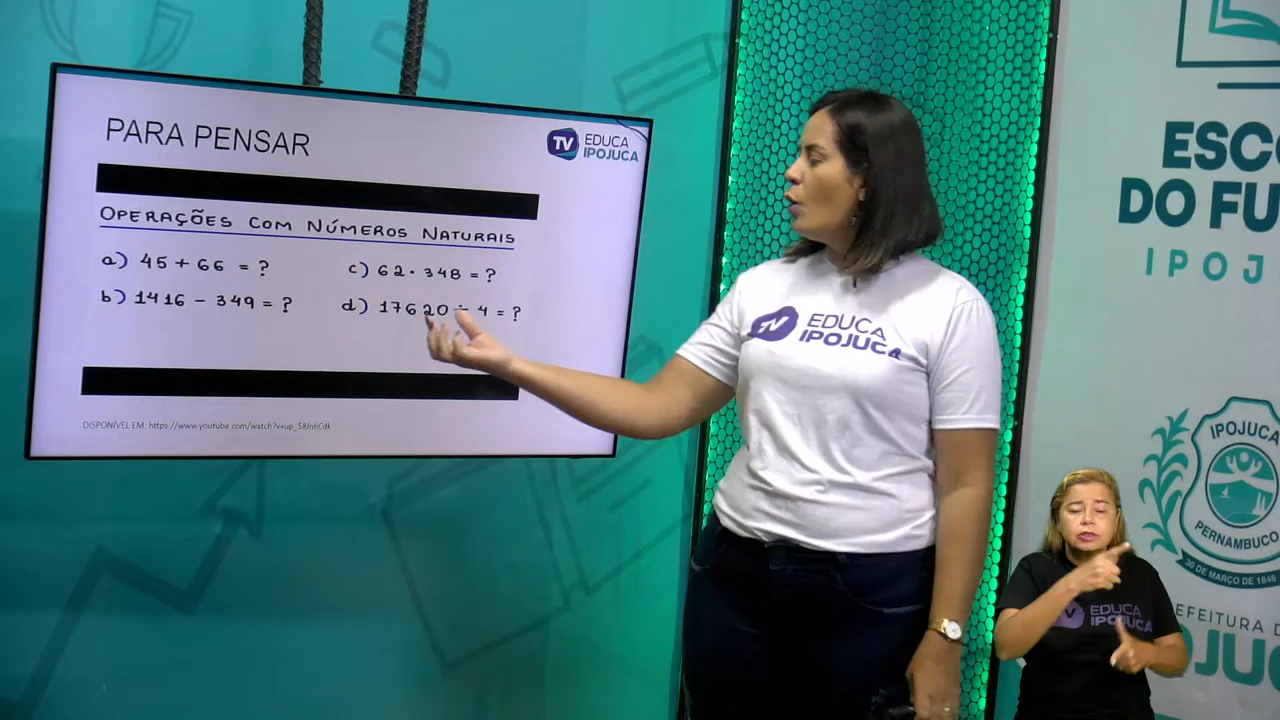 PARA PENSAR
TV EDUCA
IPOJUCA
OPERAÇÕES COM NÚMEROS NATURAIS
a) 45 + 66 = ?
c) 62 · 348 = ?
b) 1416 - 349 = ?
d) 17620 ÷ 4 = ?
DISPONÍVEL EM: https://www.youtube.com/watch?v=up_58Jn6Cdk
TV EDUCA
IPOJUCA
ESCO
DO FU
IPOJ
IPOJUCA
PERNAMBUCO
30 DE MARÇO DE 1846
EFEITURA D
OJUC
EDUCA
IPOJUCA